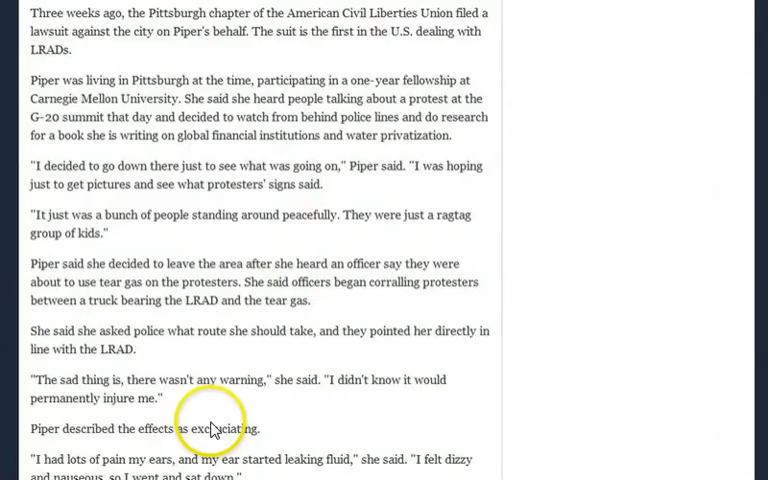 Three weeks ago, the Pittsburgh chapter of the American Civil Liberties Union filed a
lawsuit against the city on Piper's behalf. The suit is the first in the U.S. dealing with
LRADs.
Piper was living in Pittsburgh at the time, participating in a one-year fellowship at
Carnegie Mellon University. She said she heard people talking about a protest at the
G-20 summit that day and decided to watch from behind police lines and do research
for a book she is writing on global financial institutions and water privatization.
"I decided to go down there just to see what was going on," Piper said. "I was hoping
just to get pictures and see what protesters' signs said.
"It just was a bunch of people standing around peacefully. They were just a ragtag
group of kids."
Piper said she decided to leave the area after she heard an officer say they were
about to use tear gas on the protesters. She said officers began corralling protesters
between a truck bearing the LRAD and the tear gas.
She said she asked police what route she should take, and they pointed her directly in
line with the LRAD.
"The sad thing is, there wasn't any warning," she said. "I didn't know it would
permanently injure me."
Piper described the effects as excruciating.
"I had lots of pain my ears, and my ear started leaking fluid," she said. "I felt dizzy
and nauseous, so I went and sat down."